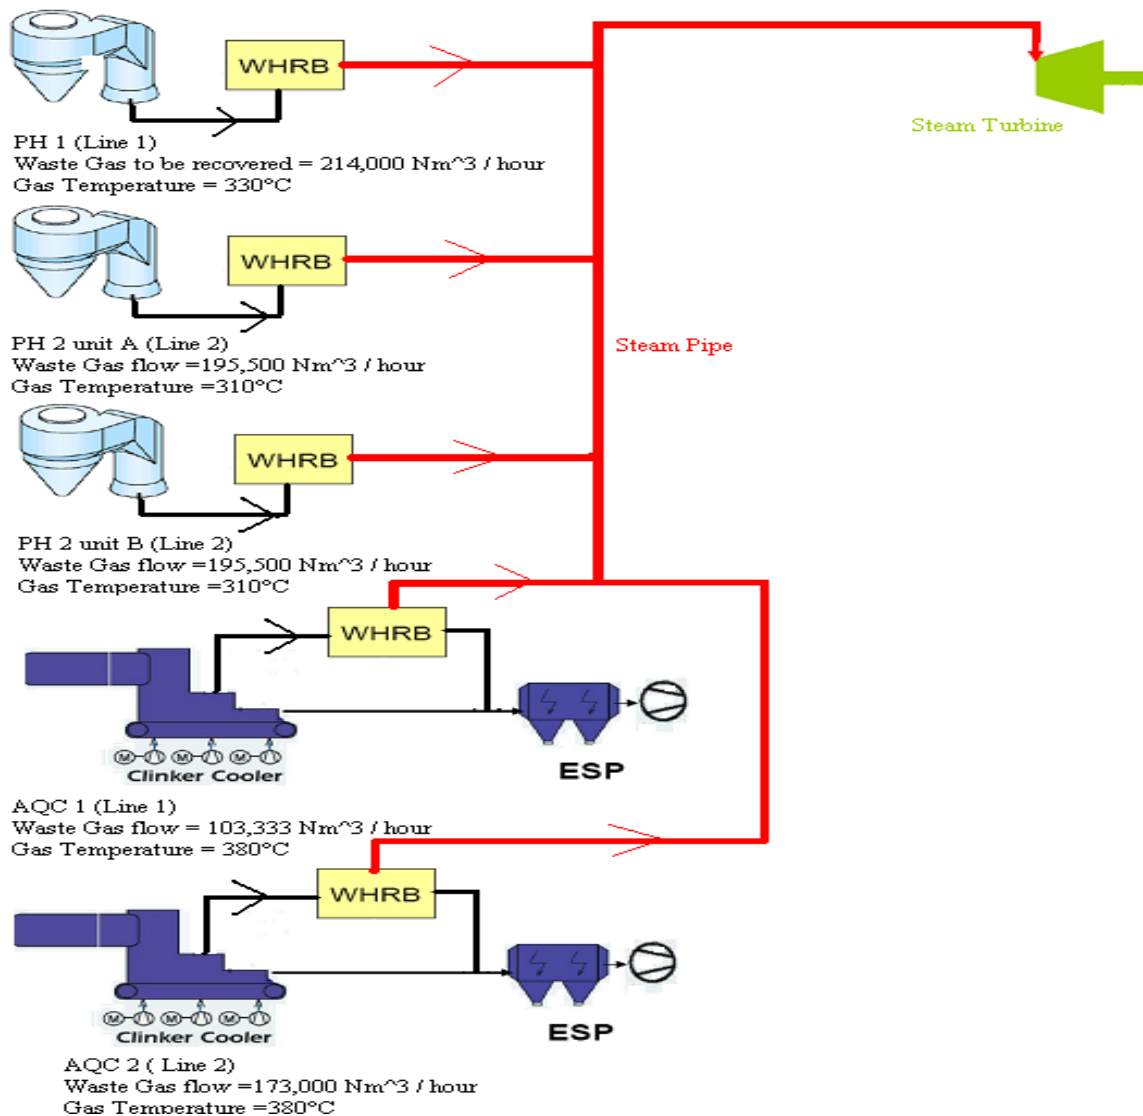 WHRB
PH 1 (Line 1)
Waste Gas to be recovered = 214,000 Nm^3 / hour
Gas Temperature = 330°C
Steam Turbine
WHRB
PH 2 unit A (Line 2)
Waste Gas flow =195,500 Nm^3 / hour
Gas Temperature =310°C
Steam Pipe
WHRB
PH 2 unit B (Line 2)
Waste Gas flow =195,500 Nm^3 / hour
Gas Temperature =310°C
WHRB
M M M
Clinker Cooler
ESP
AQC 1 (Line 1)
Waste Gas flow = 103,333 Nm^3 / hour
Gas Temperature = 380°C
WHRB
M M M
Clinker Cooler
ESP
AQC 2 ( Line 2)
Waste Gas flow =173,000 Nm^3 / hour
Gas Temperature =380°C